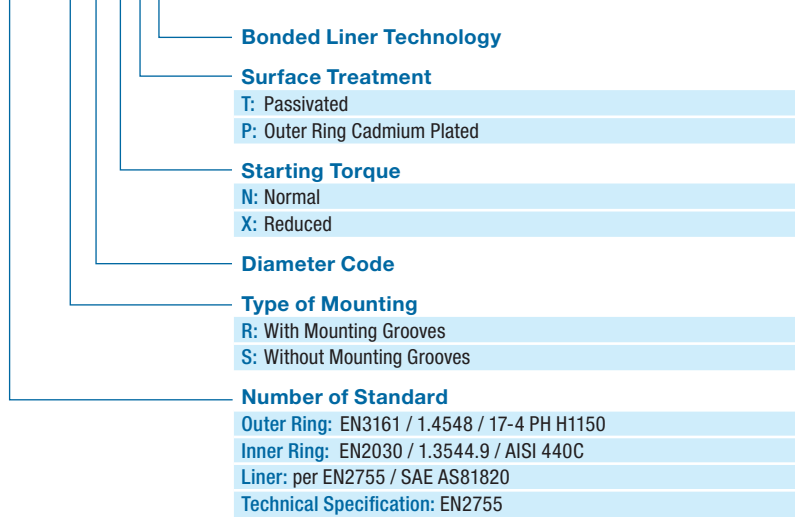 Bonded Liner Technology
Surface Treatment
T: Passivated
P: Outer Ring Cadmium Plated
Starting Torque
N: Normal
X: Reduced
Diameter Code
Type of Mounting
R: With Mounting Grooves
S: Without Mounting Grooves
Number of Standard
Outer Ring: EN3161 / 1.4548 / 17-4 PH H1150
Inner Ring: EN2030 / 1.3544.9 / AISI 440C
Liner: per EN2755 / SAE AS81820
Technical Specification: EN2755